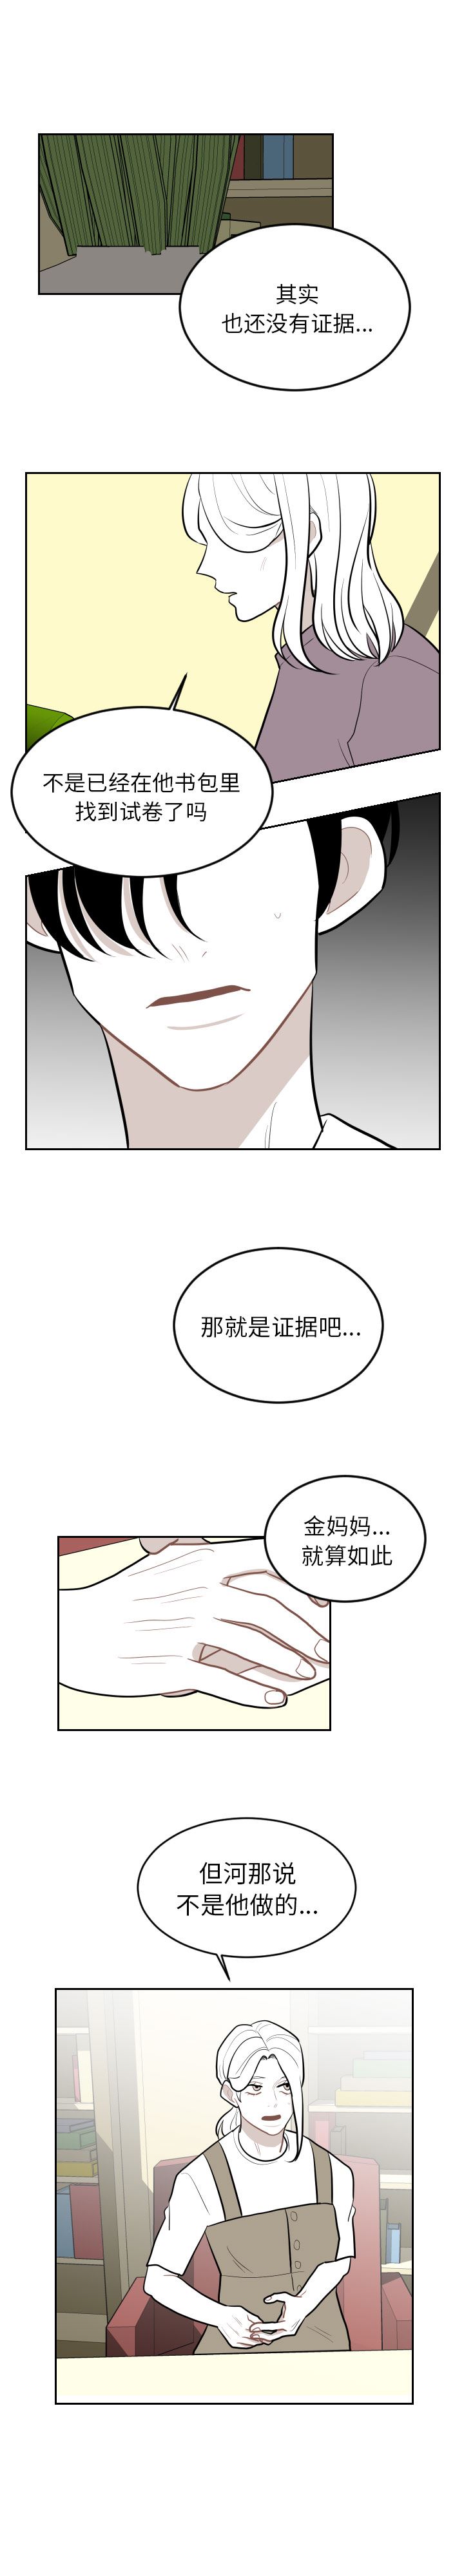 其实
也还没有证据...
不是已经在他书包里
找到试卷了吗
那就是证据吧...
金妈妈...
就算如此
但河那说
不是他做的...